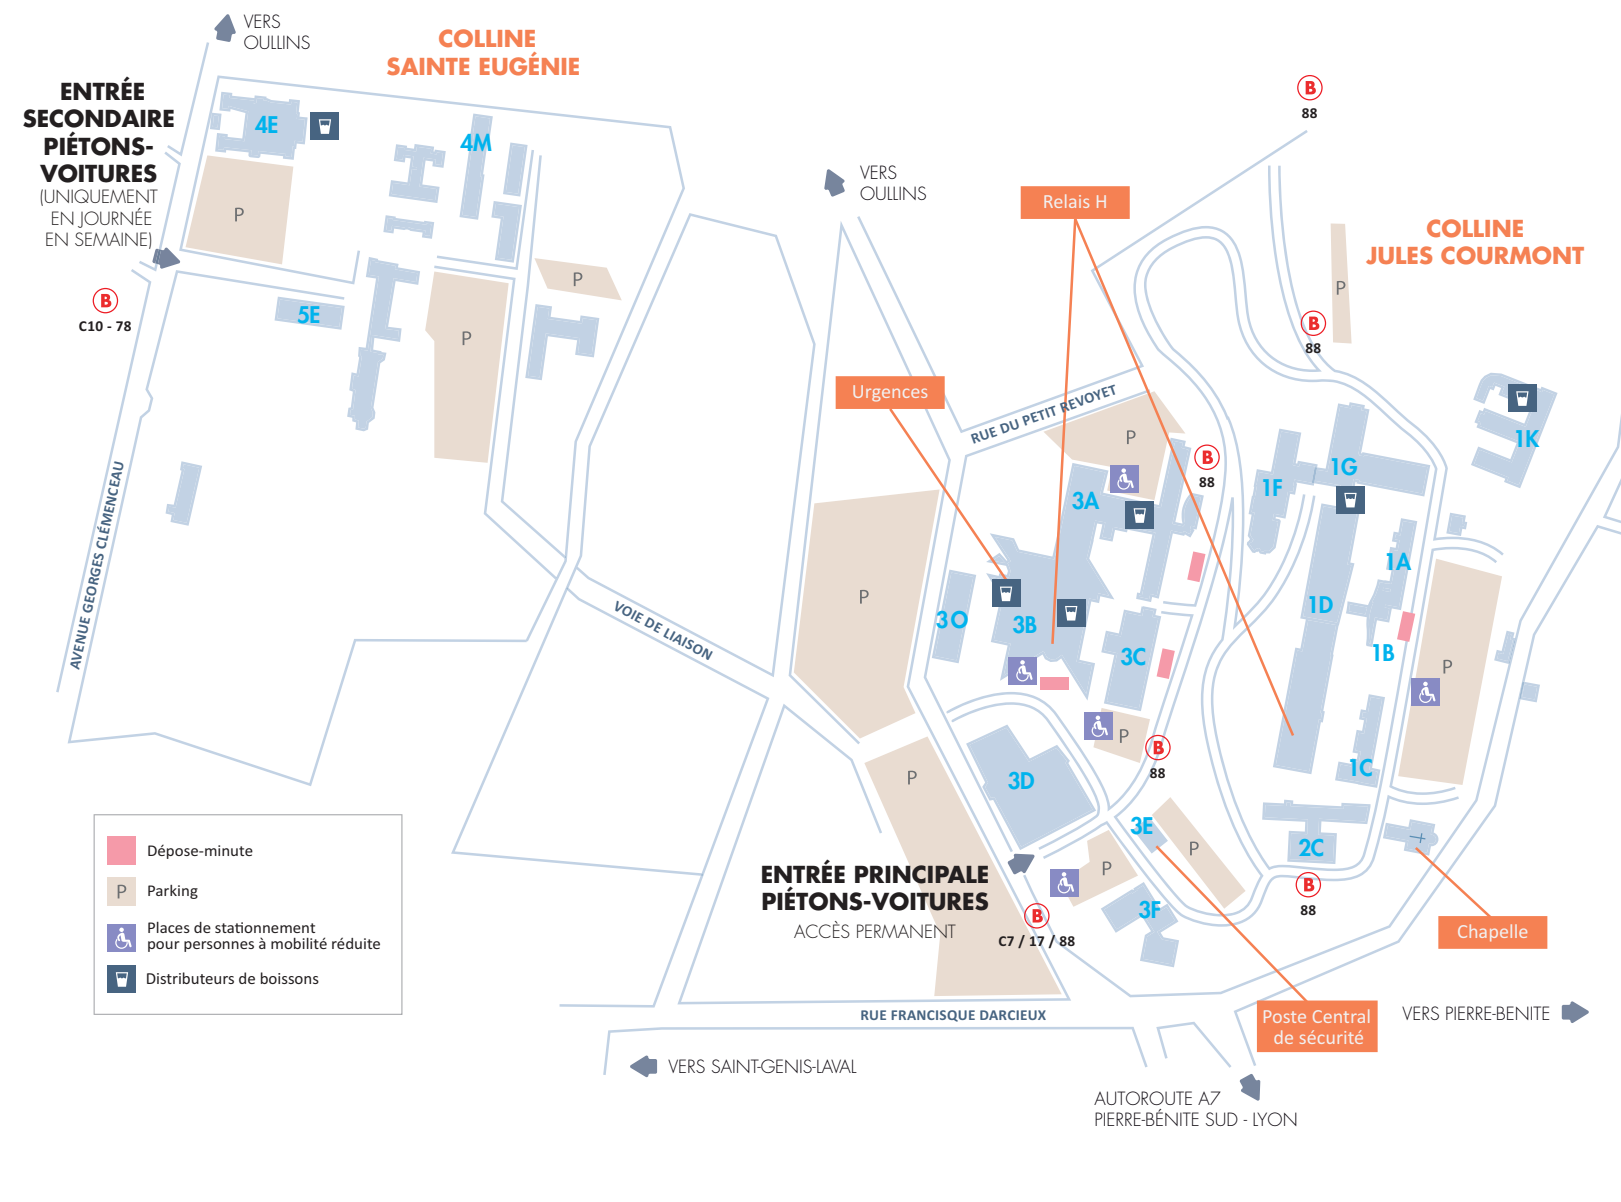 VERS
OULLINS
COLLINE
SAINTE EUGÉNIE
ENTRÉE
SECONDAIRE
PIÉTONS-
VOITURES
(UNIQUEMENT
EN JOURNÉE
EN SEMAINE)
4E
4M
P
P
P
5E
B
C10 - 78
AVENUE GEORGES CLÉMENCEAU
VOIE DE LIAISON
VERS
OULLINS
Relais H
B
88
COLLINE
JULES COURMONT
P
B
88
Urgences
RUE DU PETIT REVOYET
P
B
88
3A
1F
1G
1K
P
3O
3B
3C
1A
1D
1B
P
P
B
88
1C
P
3D
3E
P
2C
B
88
P
3F
ENTRÉE PRINCIPALE
PIÉTONS-VOITURES
ACCÈS PERMANENT
B
C7 / 17 / 88
Chapelle
Poste Central
de sécurité
VERS PIERRE-BENITE
RUE FRANCISQUE DARCIEUX
VERS SAINT-GENIS-LAVAL
AUTOROUTE A7
PIERRE-BÉNITE SUD - LYON
Dépose-minute
P
Parking
Places de stationnement
pour personnes à mobilité réduite
Distributeurs de boissons